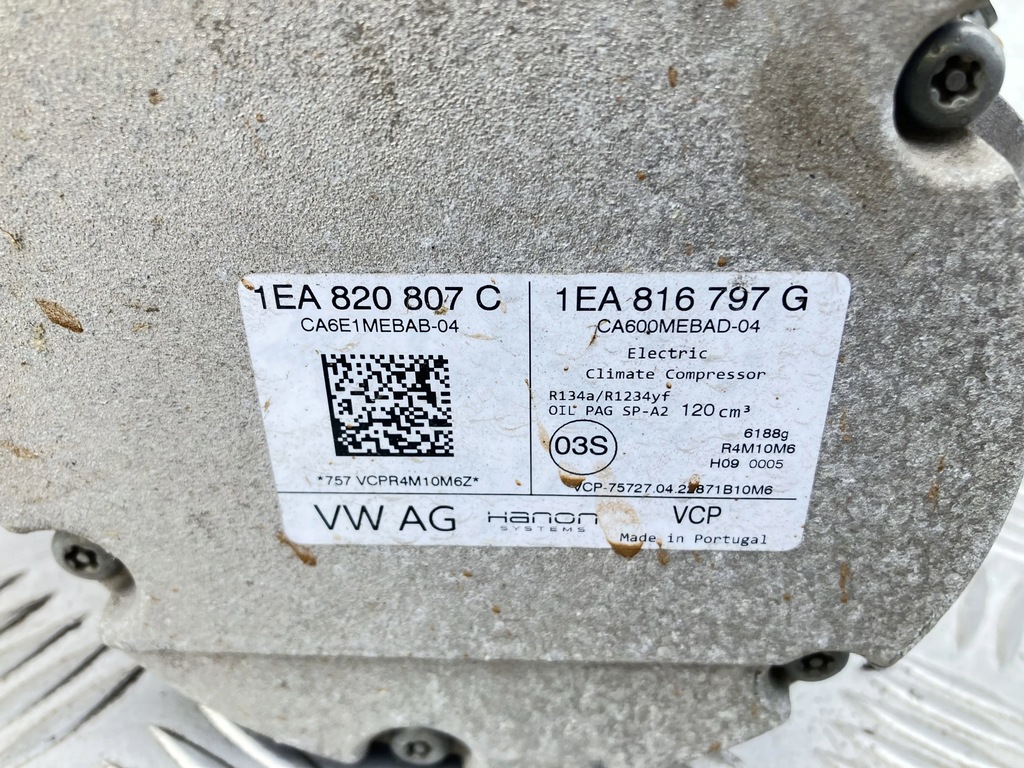 1EA 820 807 C
CA6E1MEBAB-04
*757 VCPR4M10M6Z*
1EA 816 797 G
CA600MEBAD-04
Electric
Climate Compressor
R134a/R1234yf
OIL PAG SP-A2 120 cm³
03S
6188g
R4M10M6
H09 0005
VW AG
Hanon
SYSTEMS
VCP
Made in Portugal